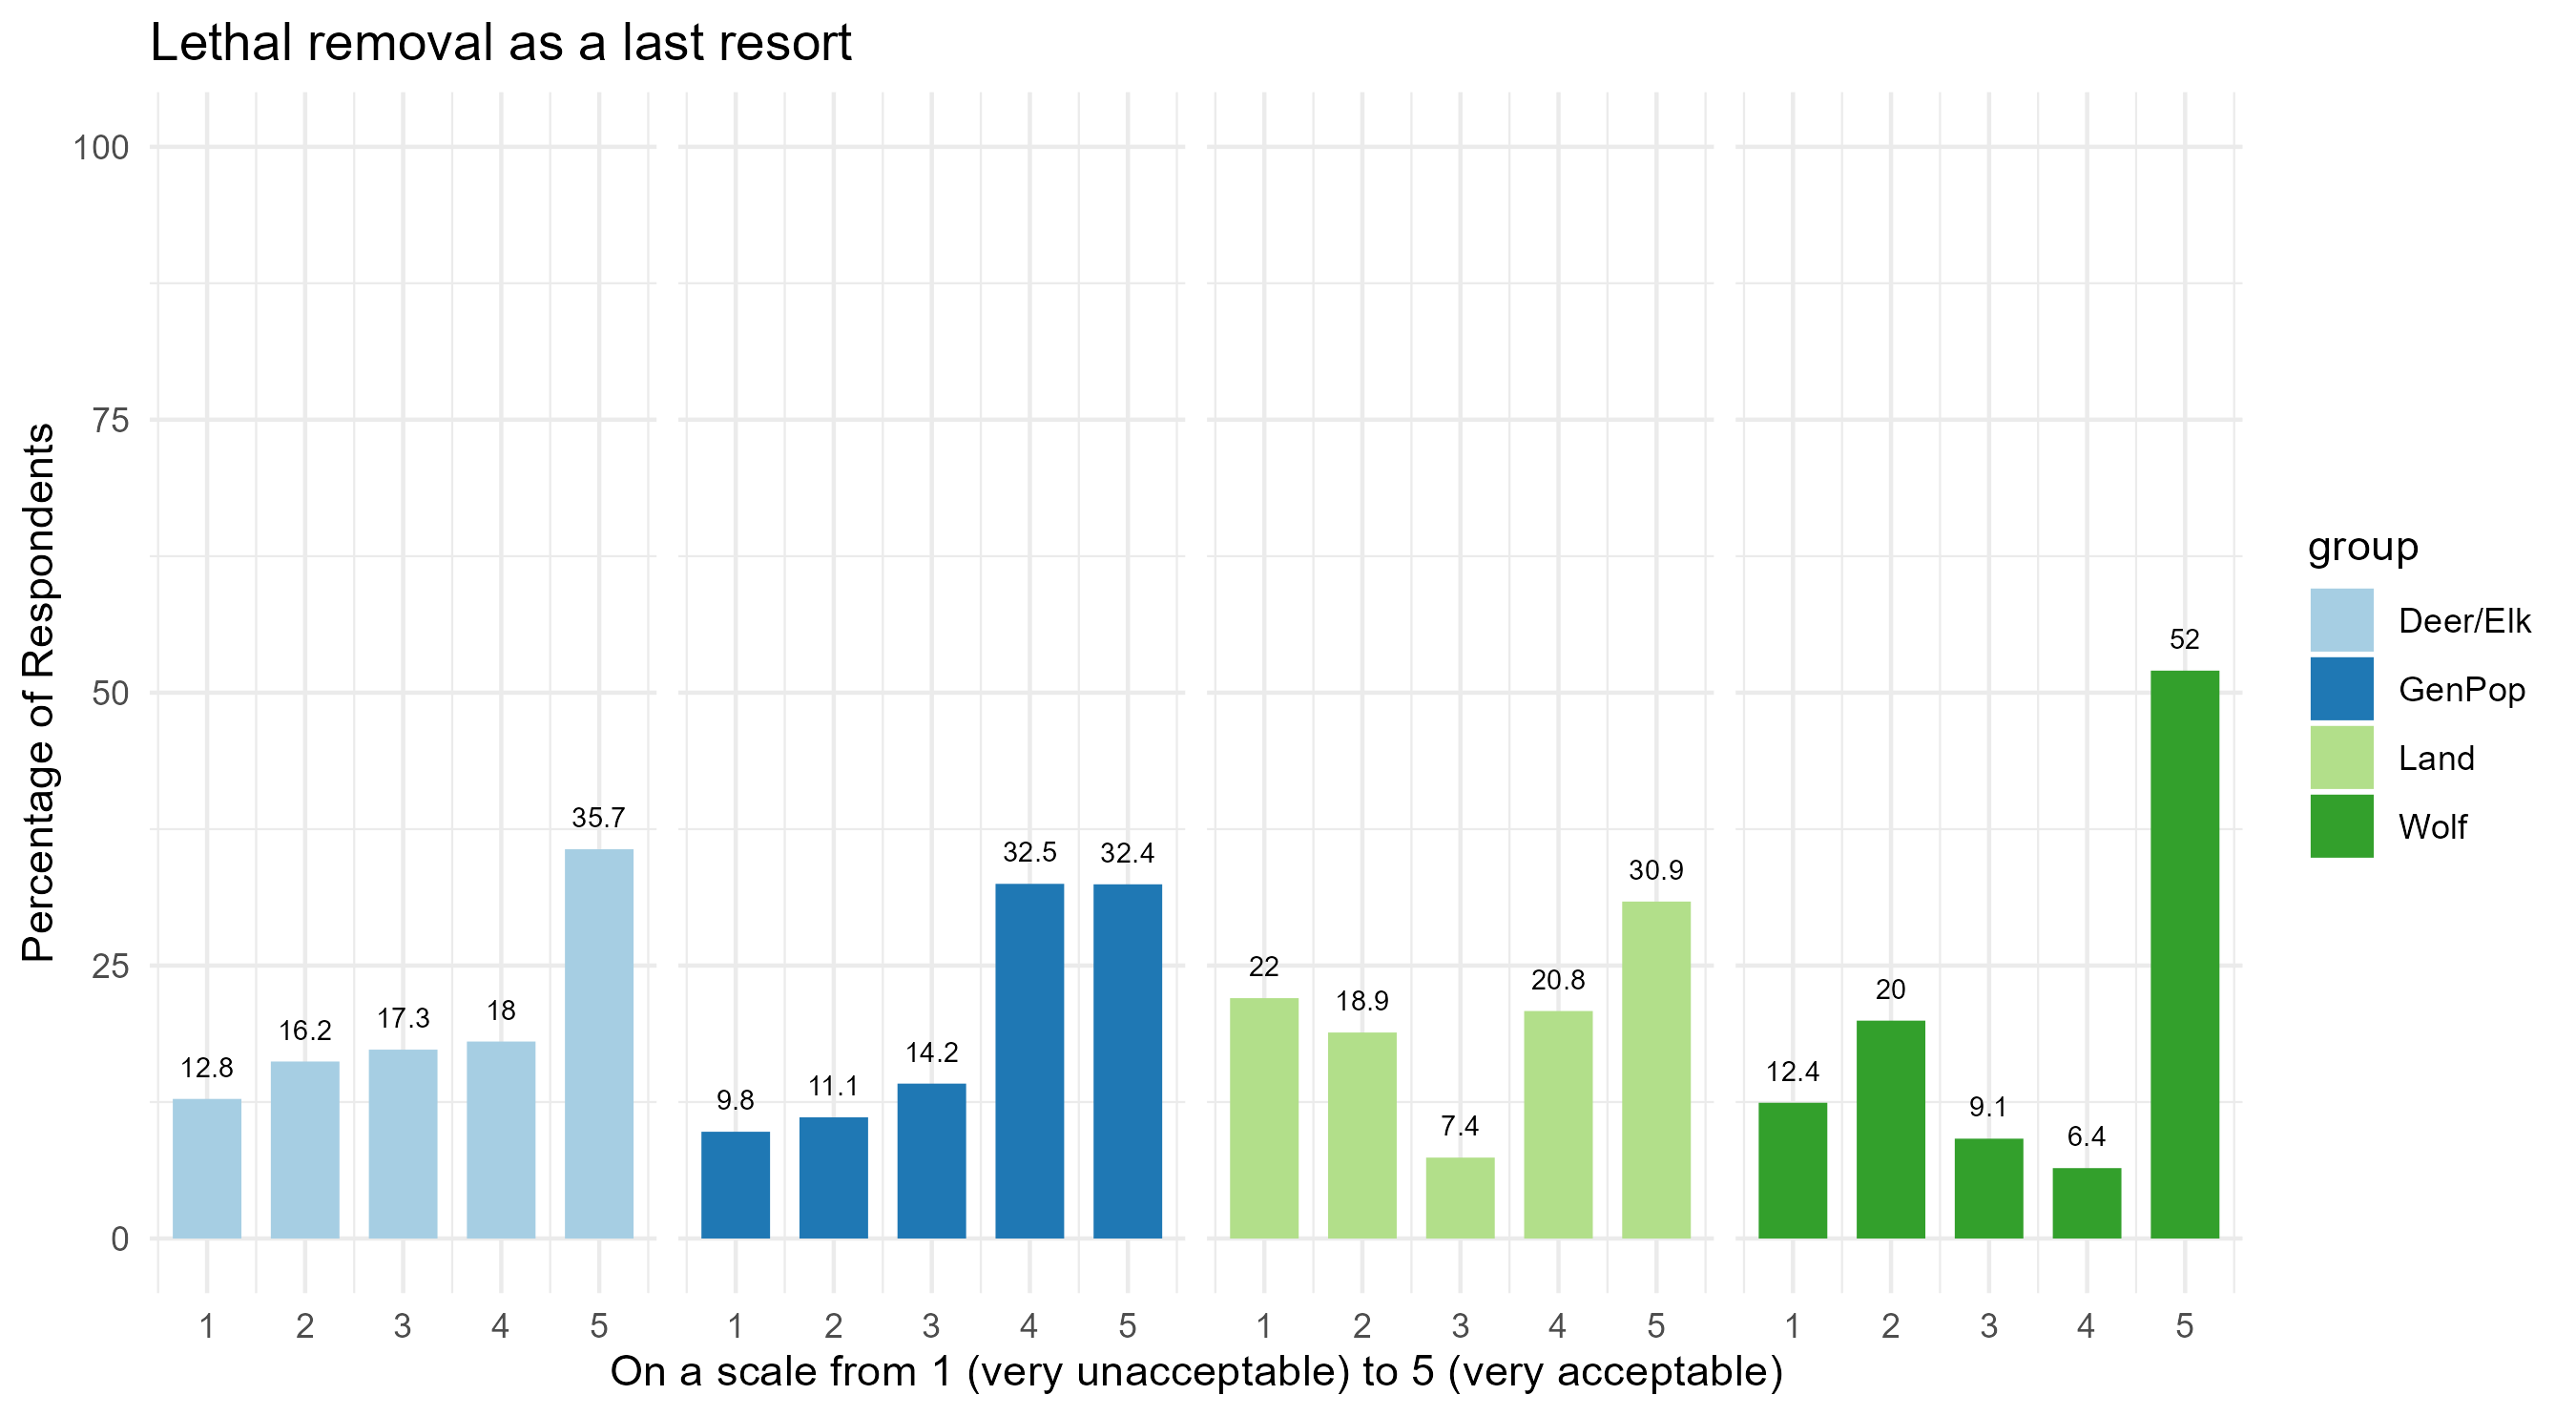 Lethal removal as a last resort
Percentage of Respondents
100
75
50
25
0
12.8
16.2
17.3
18
35.7
9.8
11.1
14.2
32.5
32.4
22
18.9
7.4
20.8
30.9
12.4
20
9.1
6.4
52
1 2 3 4 5 1 2 3 4 5 1 2 3 4 5 1 2 3 4 5
On a scale from 1 (very unacceptable) to 5 (very acceptable)
group
Deer/Elk
GenPop
Land
Wolf